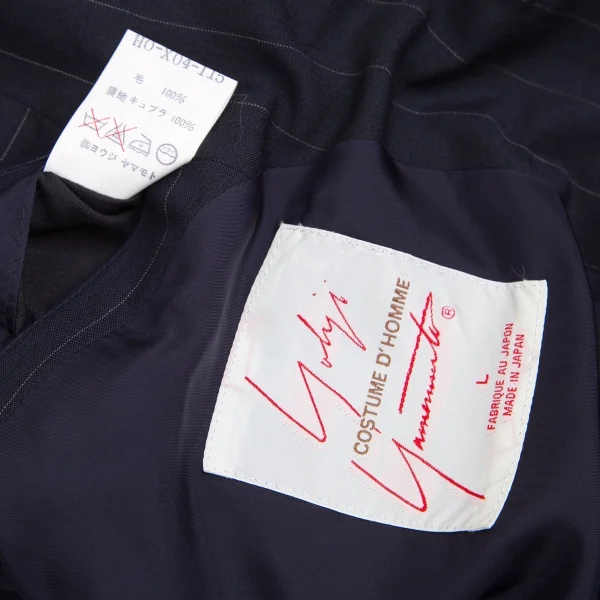 HO-X04-115
毛 100%
裏地キュプラ 100%
㈱ヨウジ ヤマモト
Yohji
COSTUME D'HOMME
Yamamoto ®
L
FABRIQUE AU JAPON
MADE IN JAPAN